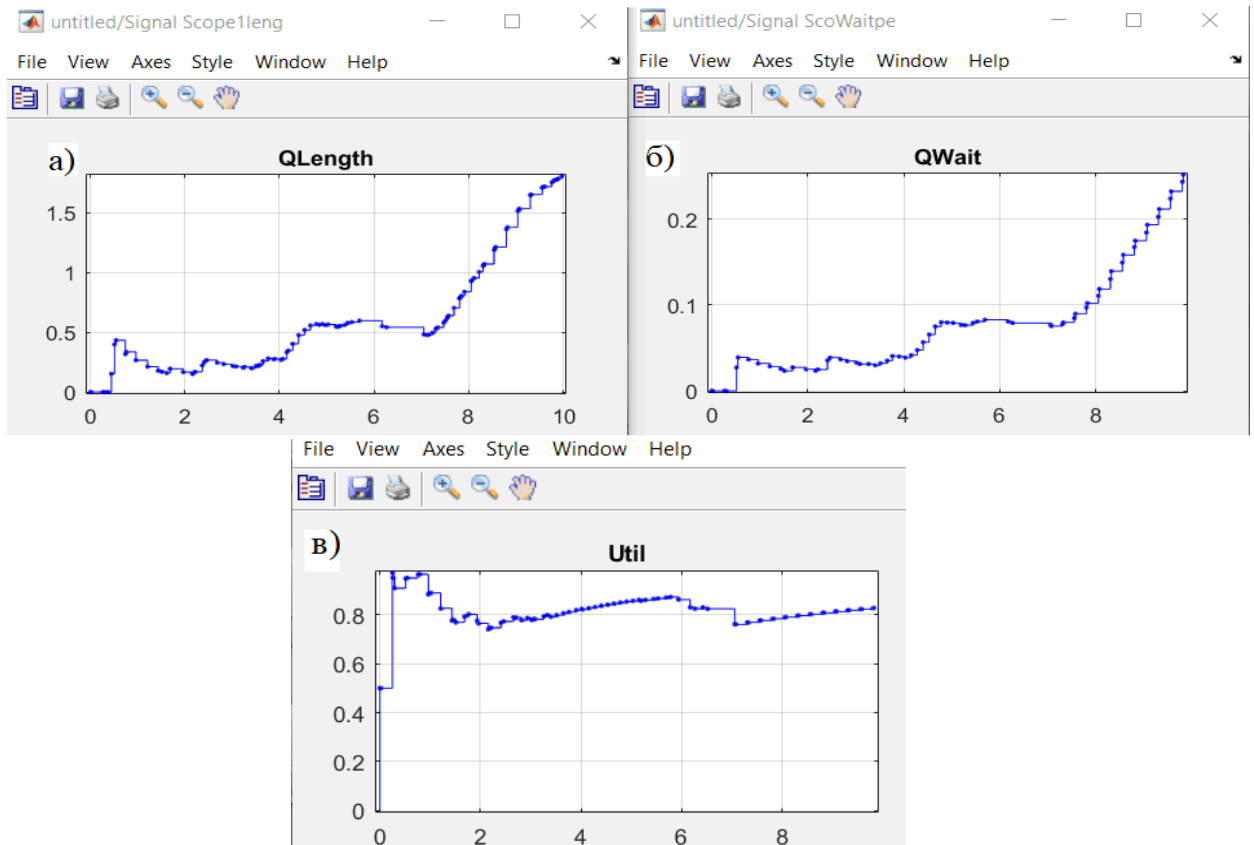 untitled/Signal Scope1leng
File View Axes Style Window Help
а)
QLength
1.5
1
0.5
0
0 2 4 6 8 10
untitled/Signal ScoWaitpe
File View Axes Style Window Help
б)
QWait
0.2
0.1
0
0 2 4 6 8
File View Axes Style Window Help
в)
Util
0.8
0.6
0.4
0.2
0
0 2 4 6 8